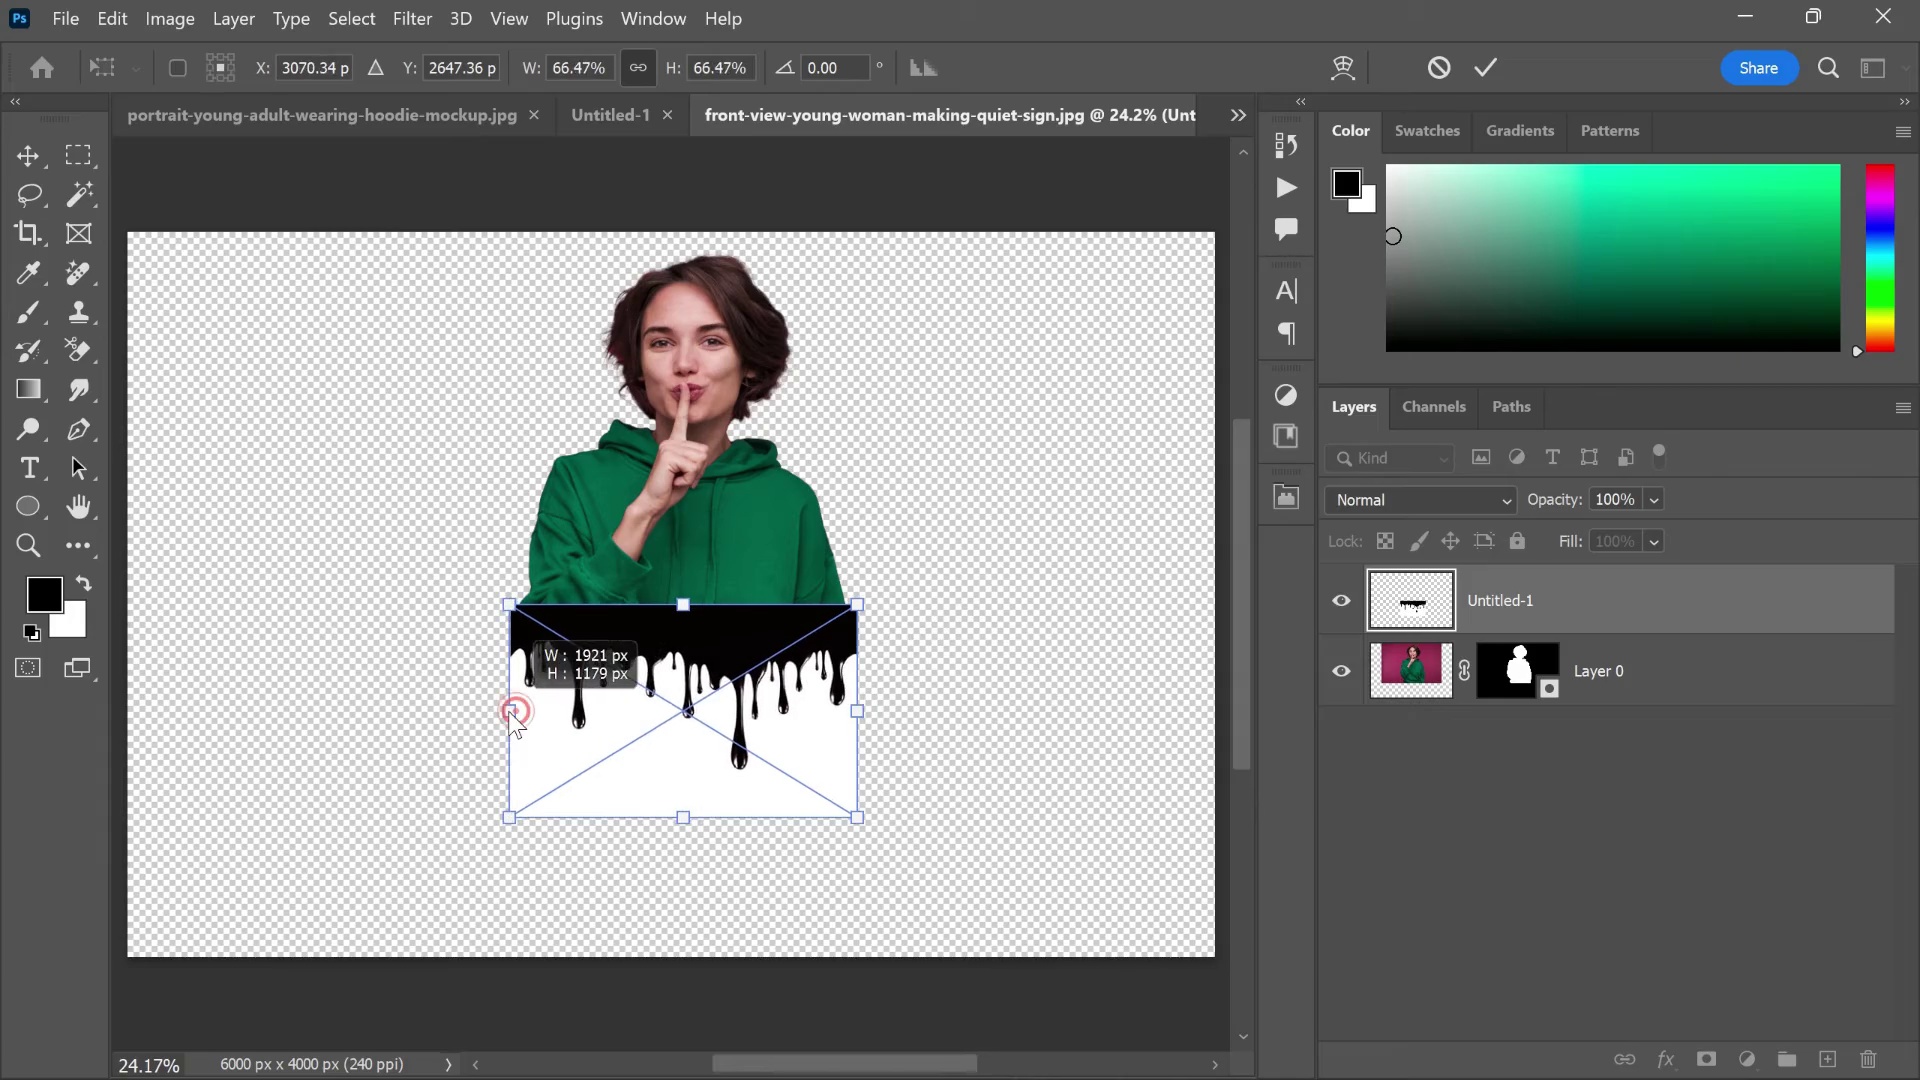 Ps File Edit Image Layer Type Select Filter 3D View Plugins Window Help
X: 3070.34 p Y: 2647.36 p W: 66.47% H: 66.47% 0.00 ° Share
portrait-young-adult-wearing-hoodie-mockup.jpg Untitled-1 front-view-young-woman-making-quiet-sign.jpg @ 24.2% (Unt
Color Swatches Gradients Patterns
Layers Channels Paths
Kind
Normal Opacity: 100%
Lock: Fill: 100%
Untitled-1
Layer 0
W : 1921 px
H : 1179 px
24.17% 6000 px x 4000 px (240 ppi)
fx